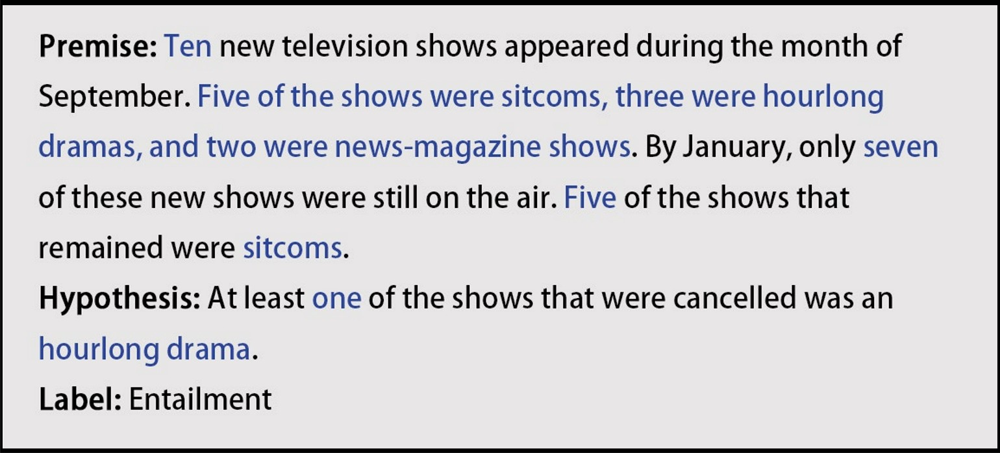 Premise: Ten new television shows appeared during the month of
September. Five of the shows were sitcoms, three were hourlong
dramas, and two were news-magazine shows. By January, only seven
of these new shows were still on the air. Five of the shows that
remained were sitcoms.
Hypothesis: At least one of the shows that were cancelled was an
hourlong drama.
Label: Entailment